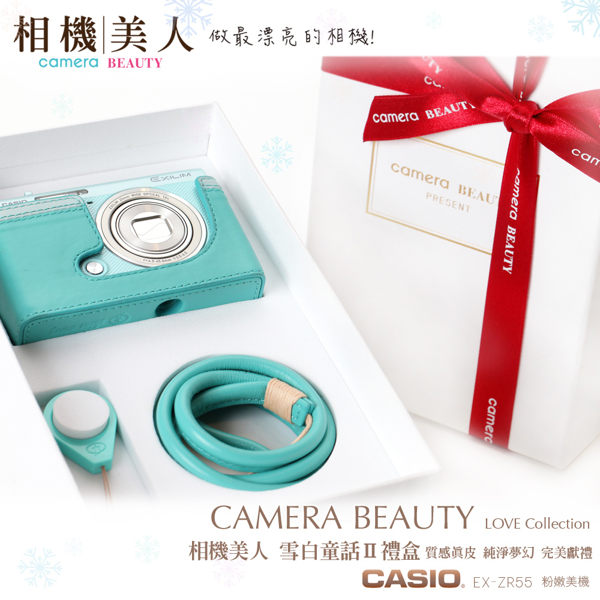 相機美人
camera BEAUTY
做最漂亮的相機!
camera BEAUTY
camera BEAUTY
camera BEAUTY
PRESENT
camera
EXILIM
CASIO
CAMERA BEAUTY LOVE Collection
相機美人 雪白童話II禮盒 質感真皮 純淨夢幻 完美獻禮
CASIO® EX-ZR55 粉嫩美機